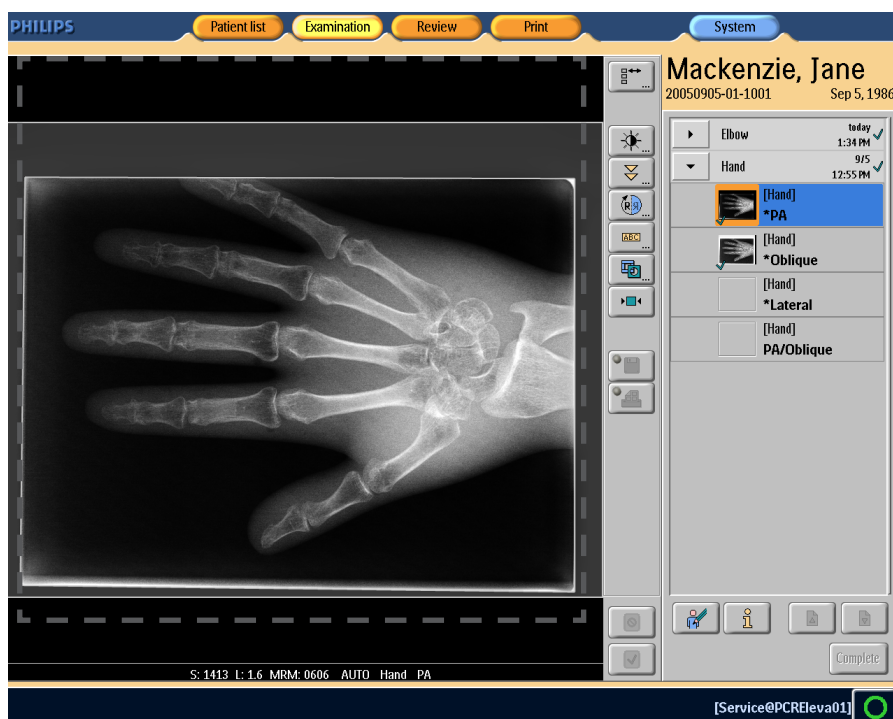 PHILIPS
Patient list
Examination
Review
Print
System
Mackenzie, Jane
20050905-01-1001 Sep 5, 1986
Elbow
today
1:34 PM
Hand
9/5
12:55 PM
[Hand]
*PA
[Hand]
*Oblique
[Hand]
*Lateral
[Hand]
PA/Oblique
ABC
Complete
S: 1413 L: 1.6 MRM: 0606 AUTO Hand PA
[Service@PCREleva01]